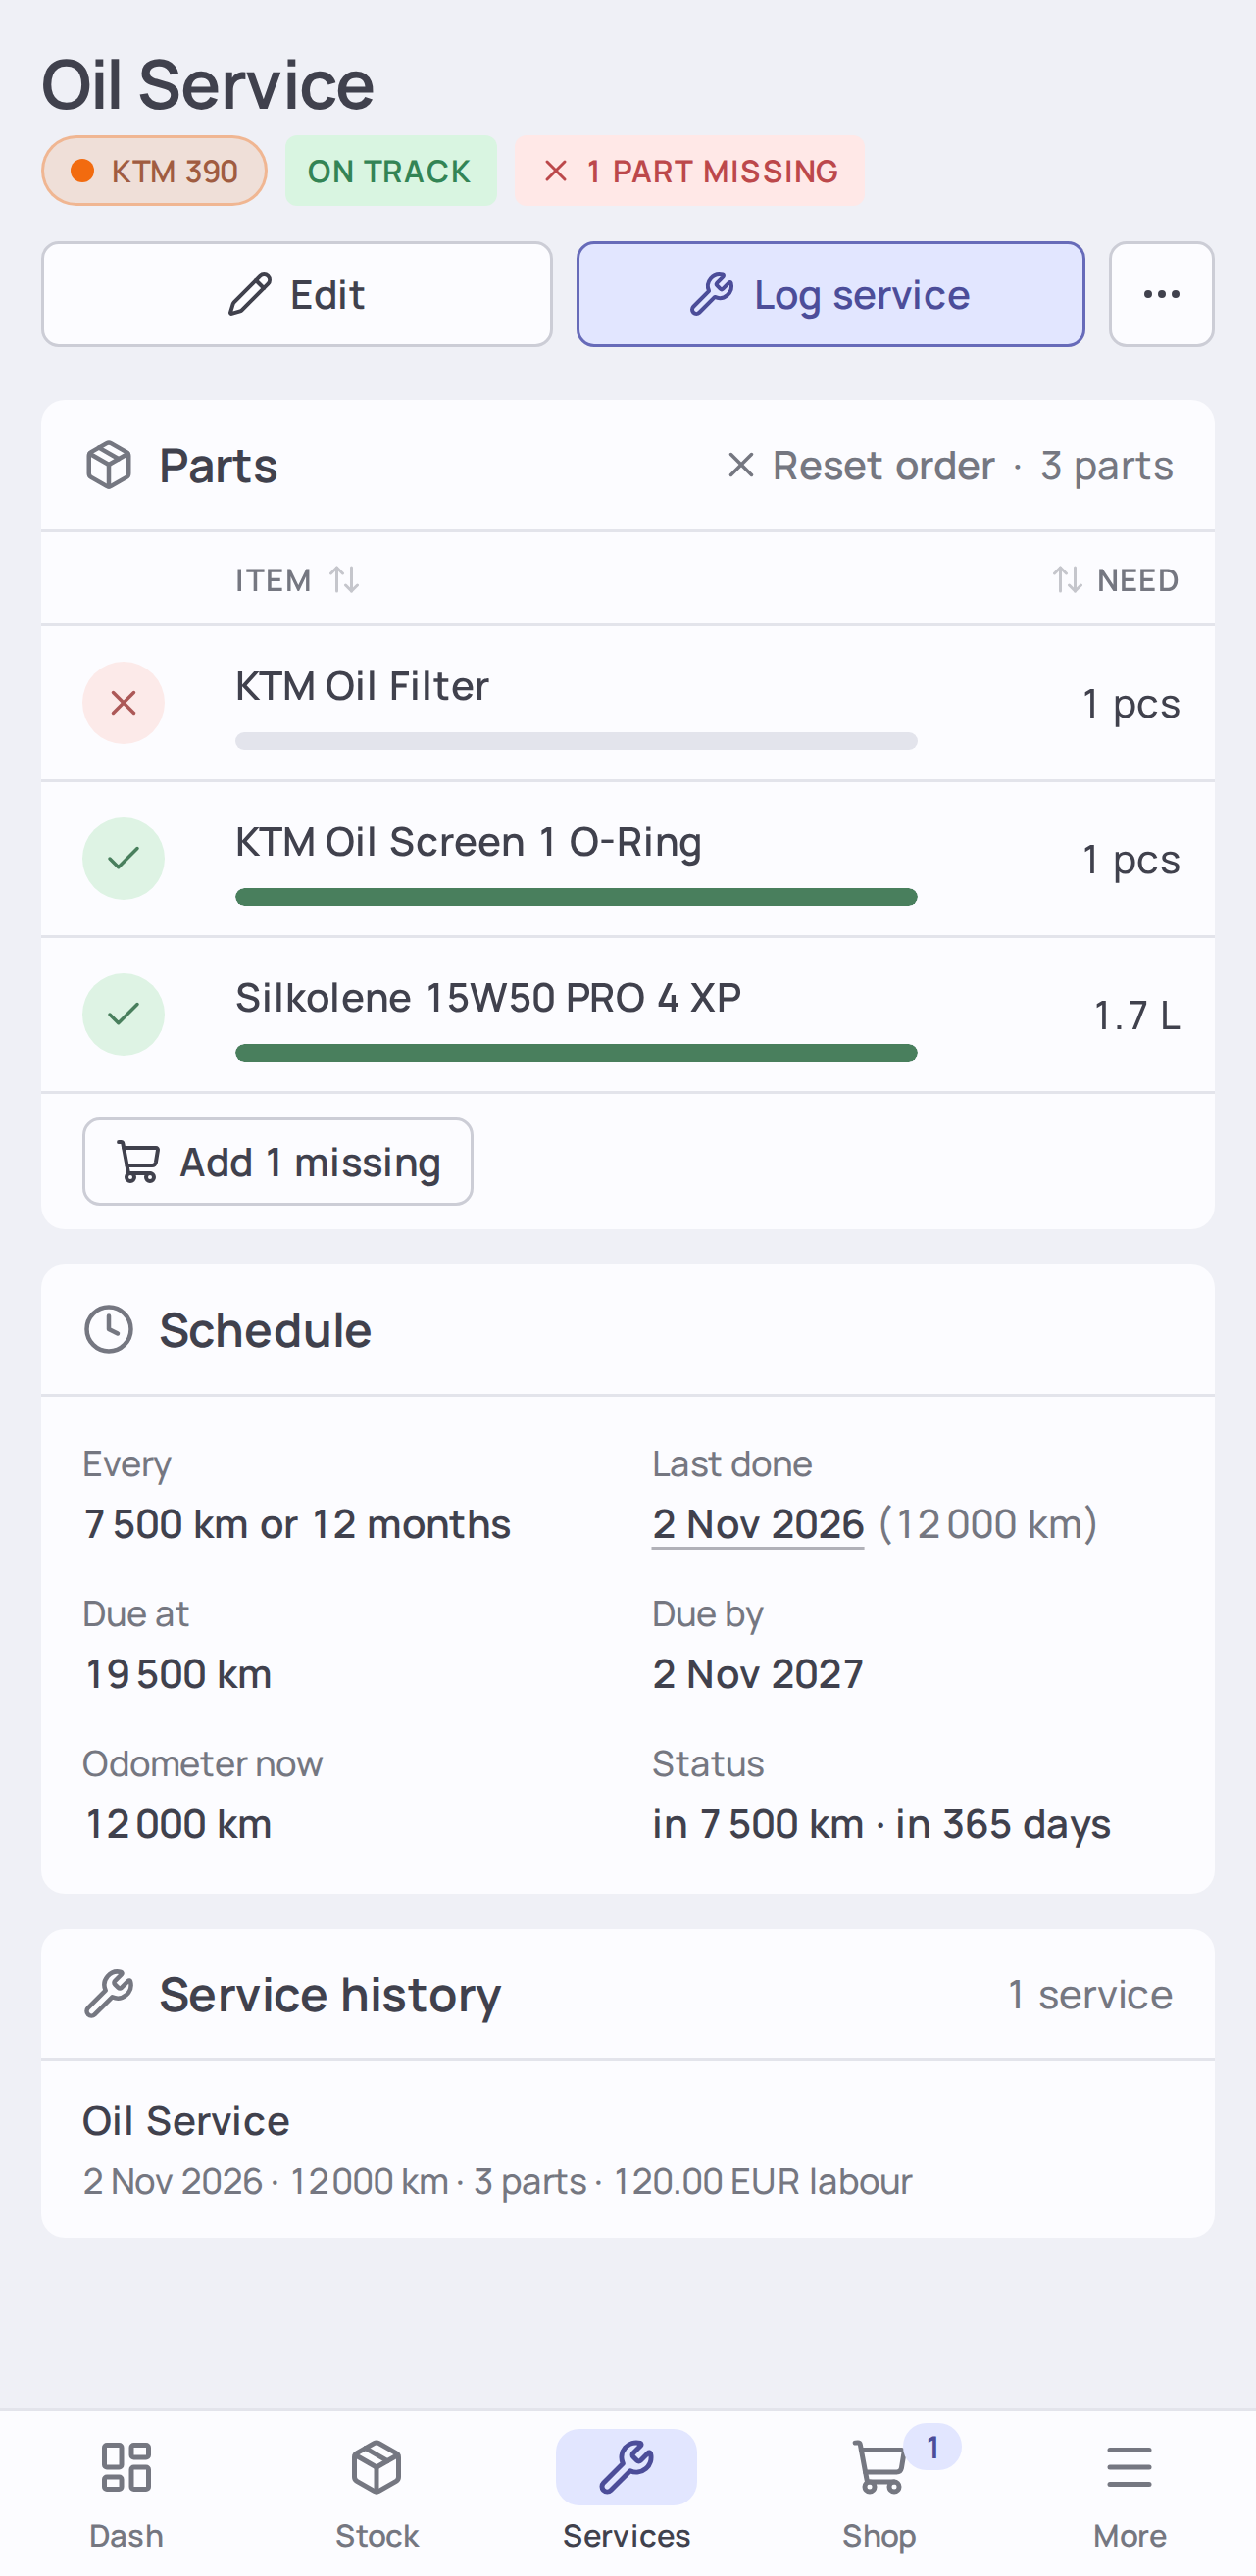 Oil Service
KTM 390 ON TRACK 1 PART MISSING
Edit Log service
Parts Reset order · 3 parts
ITEM NEED
KTM Oil Filter 1 pcs
KTM Oil Screen 1 O-Ring 1 pcs
Silkolene 15W50 PRO 4 XP 1.7 L
Add 1 missing
Schedule
Every Last done
7 500 km or 12 months 2 Nov 2026 (12 000 km)
Due at Due by
19 500 km 2 Nov 2027
Odometer now Status
12 000 km in 7 500 km · in 365 days
Service history 1 service
Oil Service
2 Nov 2026 · 12 000 km · 3 parts · 120.00 EUR labour
1
Dash Stock Services Shop More